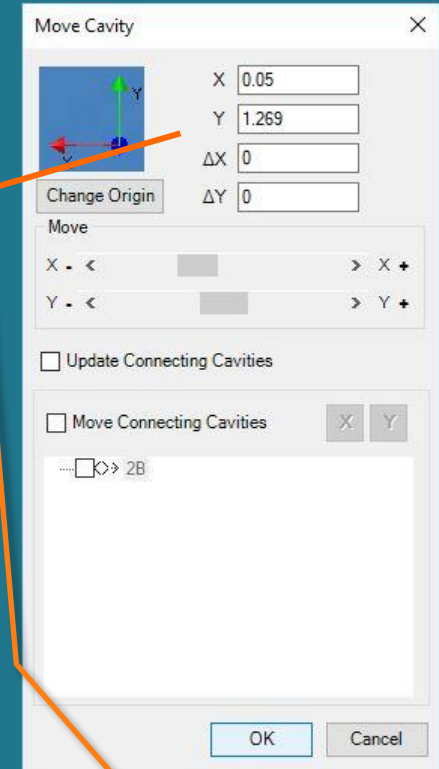 Move Cavity
X 0.05
Y
Y 1.269
X
ΔX 0
Change Origin
ΔY 0
Move
X - < > X +
Y - < > Y +
Update Connecting Cavities
Move Connecting Cavities
X Y
2B
OK Cancel